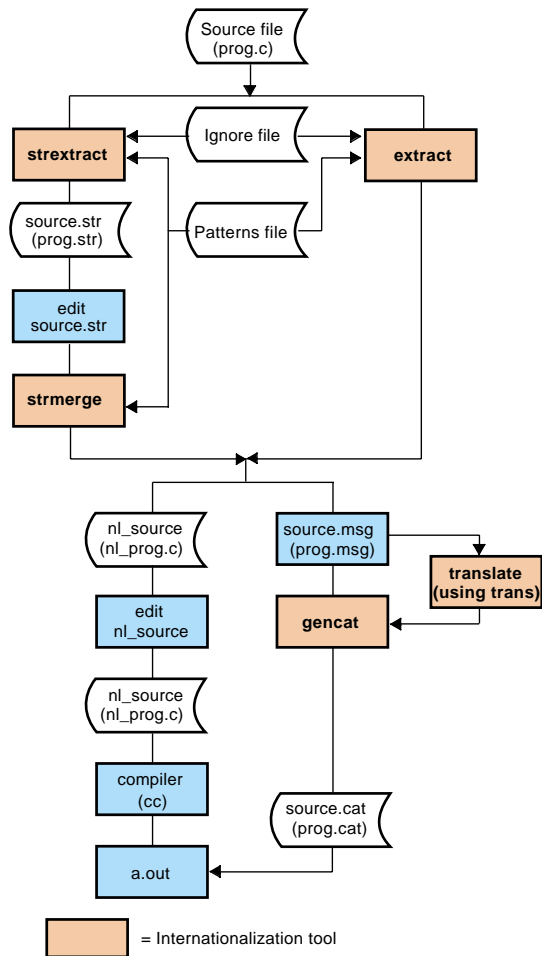 Source file
(prog.c)
Ignore file
strextract
extract
source.str
(prog.str)
Patterns file
edit
source.str
strmerge
nl_source
(nl_prog.c)
source.msg
(prog.msg)
translate
(using trans)
edit
nl_source
gencat
nl_source
(nl_prog.c)
compiler
(cc)
source.cat
(prog.cat)
a.out
= Internationalization tool